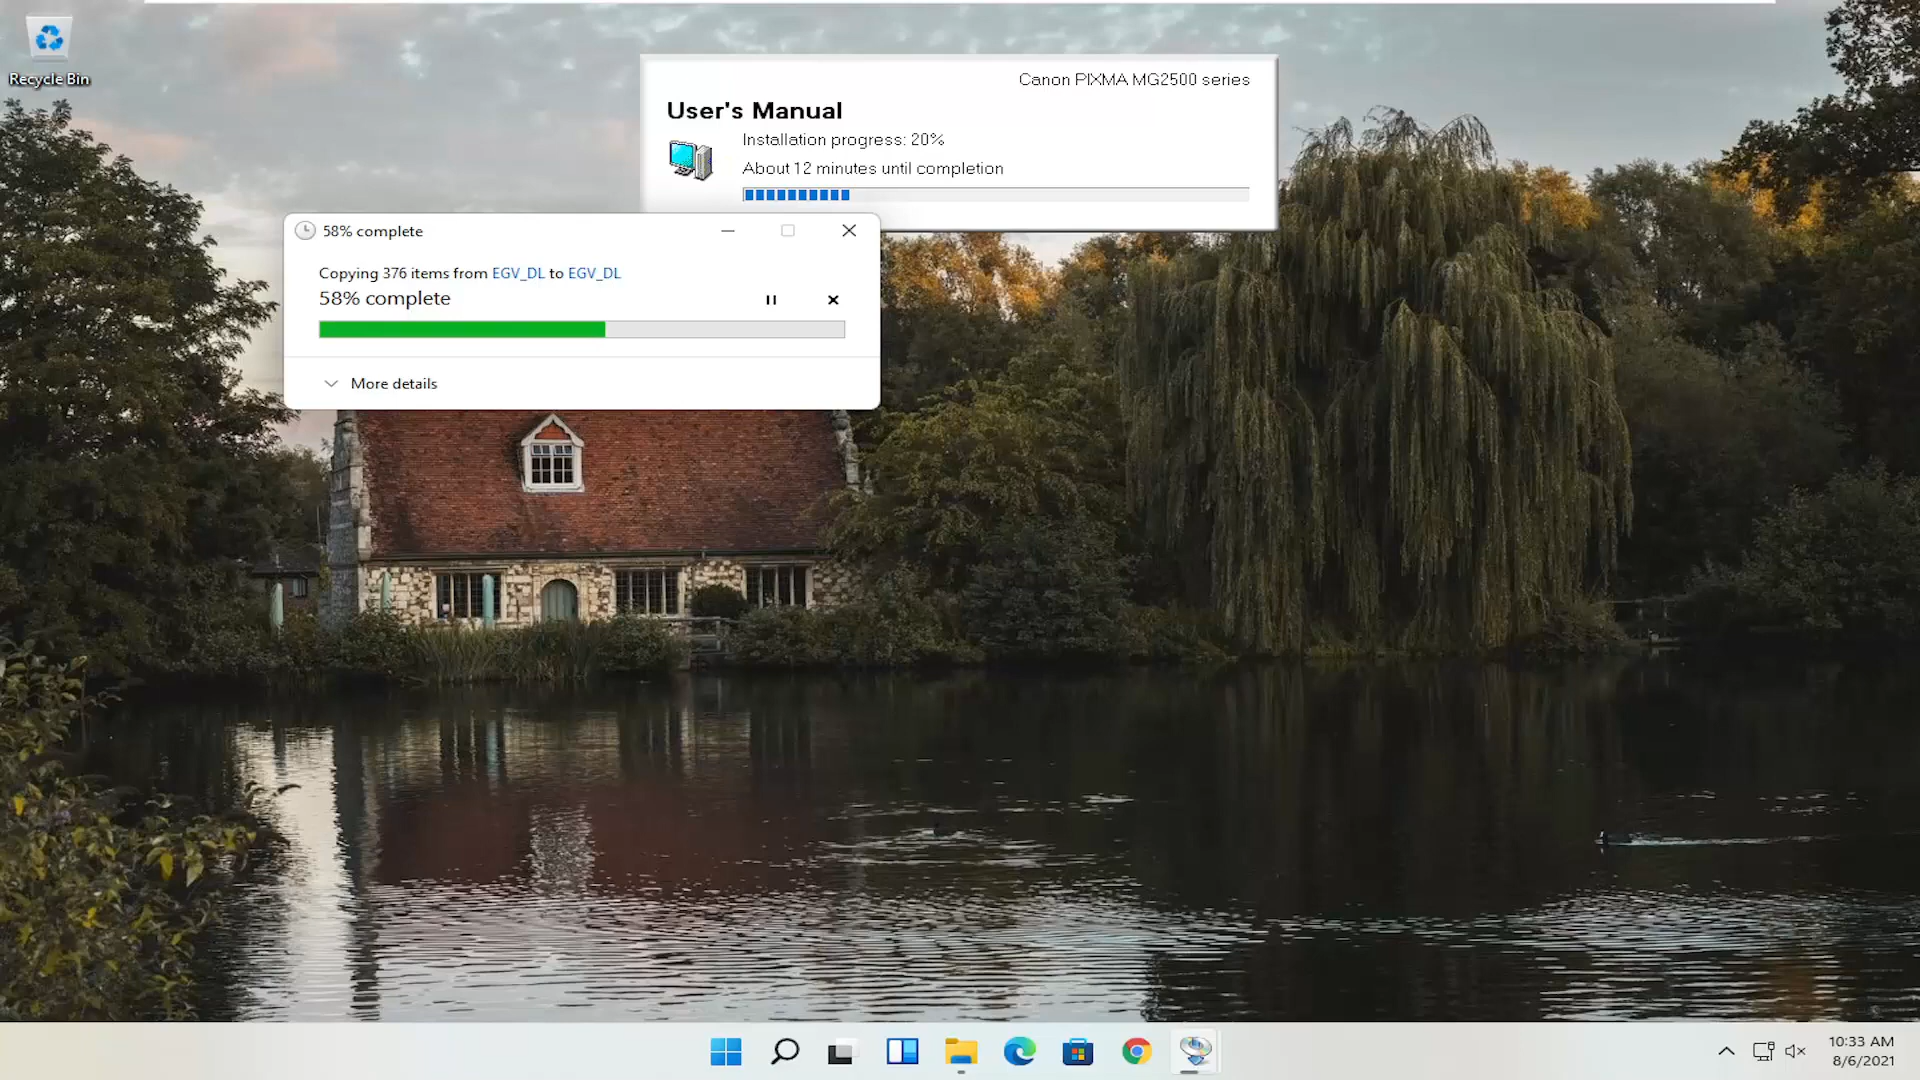 Recycle Bin
Canon PIXMA MG2500 series
User's Manual
Installation progress: 20%
About 12 minutes until completion
58% complete
Copying 376 items from EGV_DL to EGV_DL
58% complete
More details
10:33 AM
8/6/2021